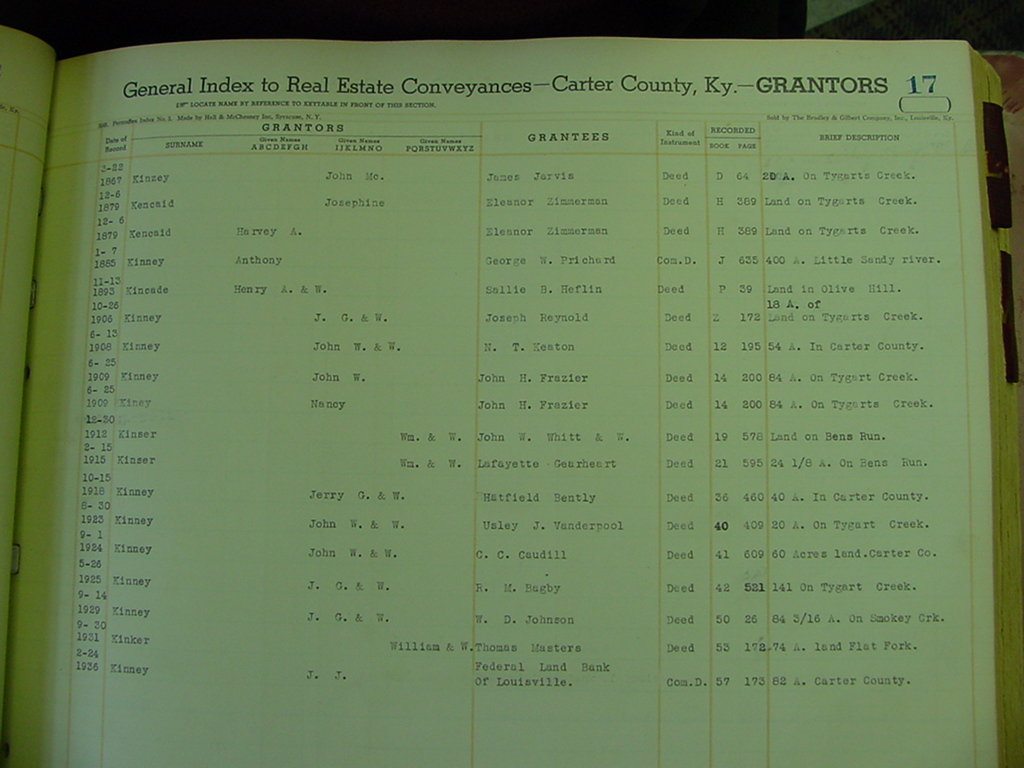 General Index to Real Estate Conveyances—Carter County, Ky.—GRANTORS 17
LOCATE NAME BY REFERENCE TO KEYTABLE IN FRONT OF THIS SECTION.
Index No. 1. Made by Hall & McChesney Inc, Syracuse, N. Y. Sold by The Bradley & Gilbert Company, Inc., Louisville, Ky.
Date of Record GRANTORS GRANTEES Kind of Instrument RECORDED BRIEF DESCRIPTION
SURNAME Given Names ABCDEFGH Given Names IJKLMNO Given Names PQRSTUVWXYZ BOOK PAGE
3-22
1867 Kinzey John Mc. James Jarvis Deed D 64 20 A. On Tygarts Creek.
12-6
1879 Kencaid Josephine Eleanor Zimmerman Deed H 389 Land on Tygarts Creek.
12- 6
1879 Kencaid Harvey A. Eleanor Zimmerman Deed H 389 Land on Tygarts Creek.
1- 7
1885 Kinney Anthony George W. Prichard Com.D. J 635 400 A. Little Sandy river.
11-13
1893 Kincade Henry A. & W. Sallie B. Heflin Deed P 39 Land in Olive Hill.
10-26 18 A. of
1906 Kinney J. G. & W. Joseph Reynold Deed Z 172 Land on Tygarts Creek.
6- 13
1908 Kinney John W. & W. N. T. Keaton Deed 12 195 54 A. In Carter County.
6- 25
1909 Kinney John W. John H. Frazier Deed 14 200 84 A. On Tygart Creek.
6- 25
1909 Kiney Nancy John H. Frazier Deed 14 200 84 A. On Tygarts Creek.
12-30
1912 Kinser Wm. & W. John W. Whitt & W. Deed 19 578 Land on Bens Run.
2- 15
1915 Kinser Wm. & W. Lafayette Gearheart Deed 21 595 24 1/8 A. On Bens Run.
10-15
1918 Kinney Jerry G. & W. Hatfield Bently Deed 36 460 40 A. In Carter County.
8- 30
1923 Kinney John W. & W. Usley J. Vanderpool Deed 40 409 20 A. On Tygart Creek.
9- 1
1924 Kinney John W. & W. C. C. Caudill Deed 41 609 60 Acres land.Carter Co.
5-26
1925 Kinney J. G. & W. R. M. Bagby Deed 42 521 141 On Tygart Creek.
9- 14
1929 Kinney J. G. & W. W. D. Johnson Deed 50 26 84 3/16 A. On Smokey Crk.
9- 30
1931 Kinker William & W. Thomas Masters Deed 53 172 74 A. land Flat Fork.
2-24 Federal Land Bank
1936 Kinney J. J. Of Louisville. Com.D. 57 173 82 A. Carter County.